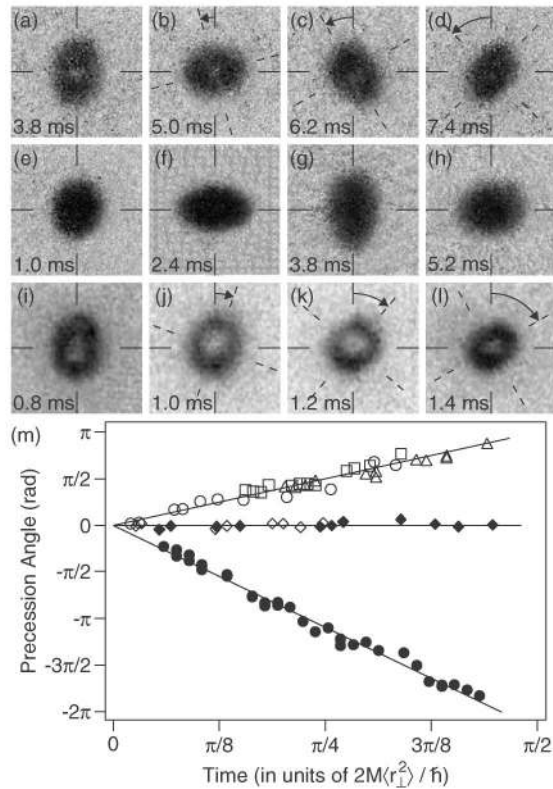 (a) (b) (c) (d)
3.8 ms 5.0 ms 6.2 ms 7.4 ms
(e) (f) (g) (h)
1.0 ms 2.4 ms 3.8 ms 5.2 ms
(i) (j) (k) (l)
0.8 ms 1.0 ms 1.2 ms 1.4 ms
(m)
π
π/2
0
-π/2
-π
-3π/2
-2π
Precession Angle (rad)
0 π/8 π/4 3π/8 π/2
Time (in units of 2M⟨r⊥²⟩ / ħ)